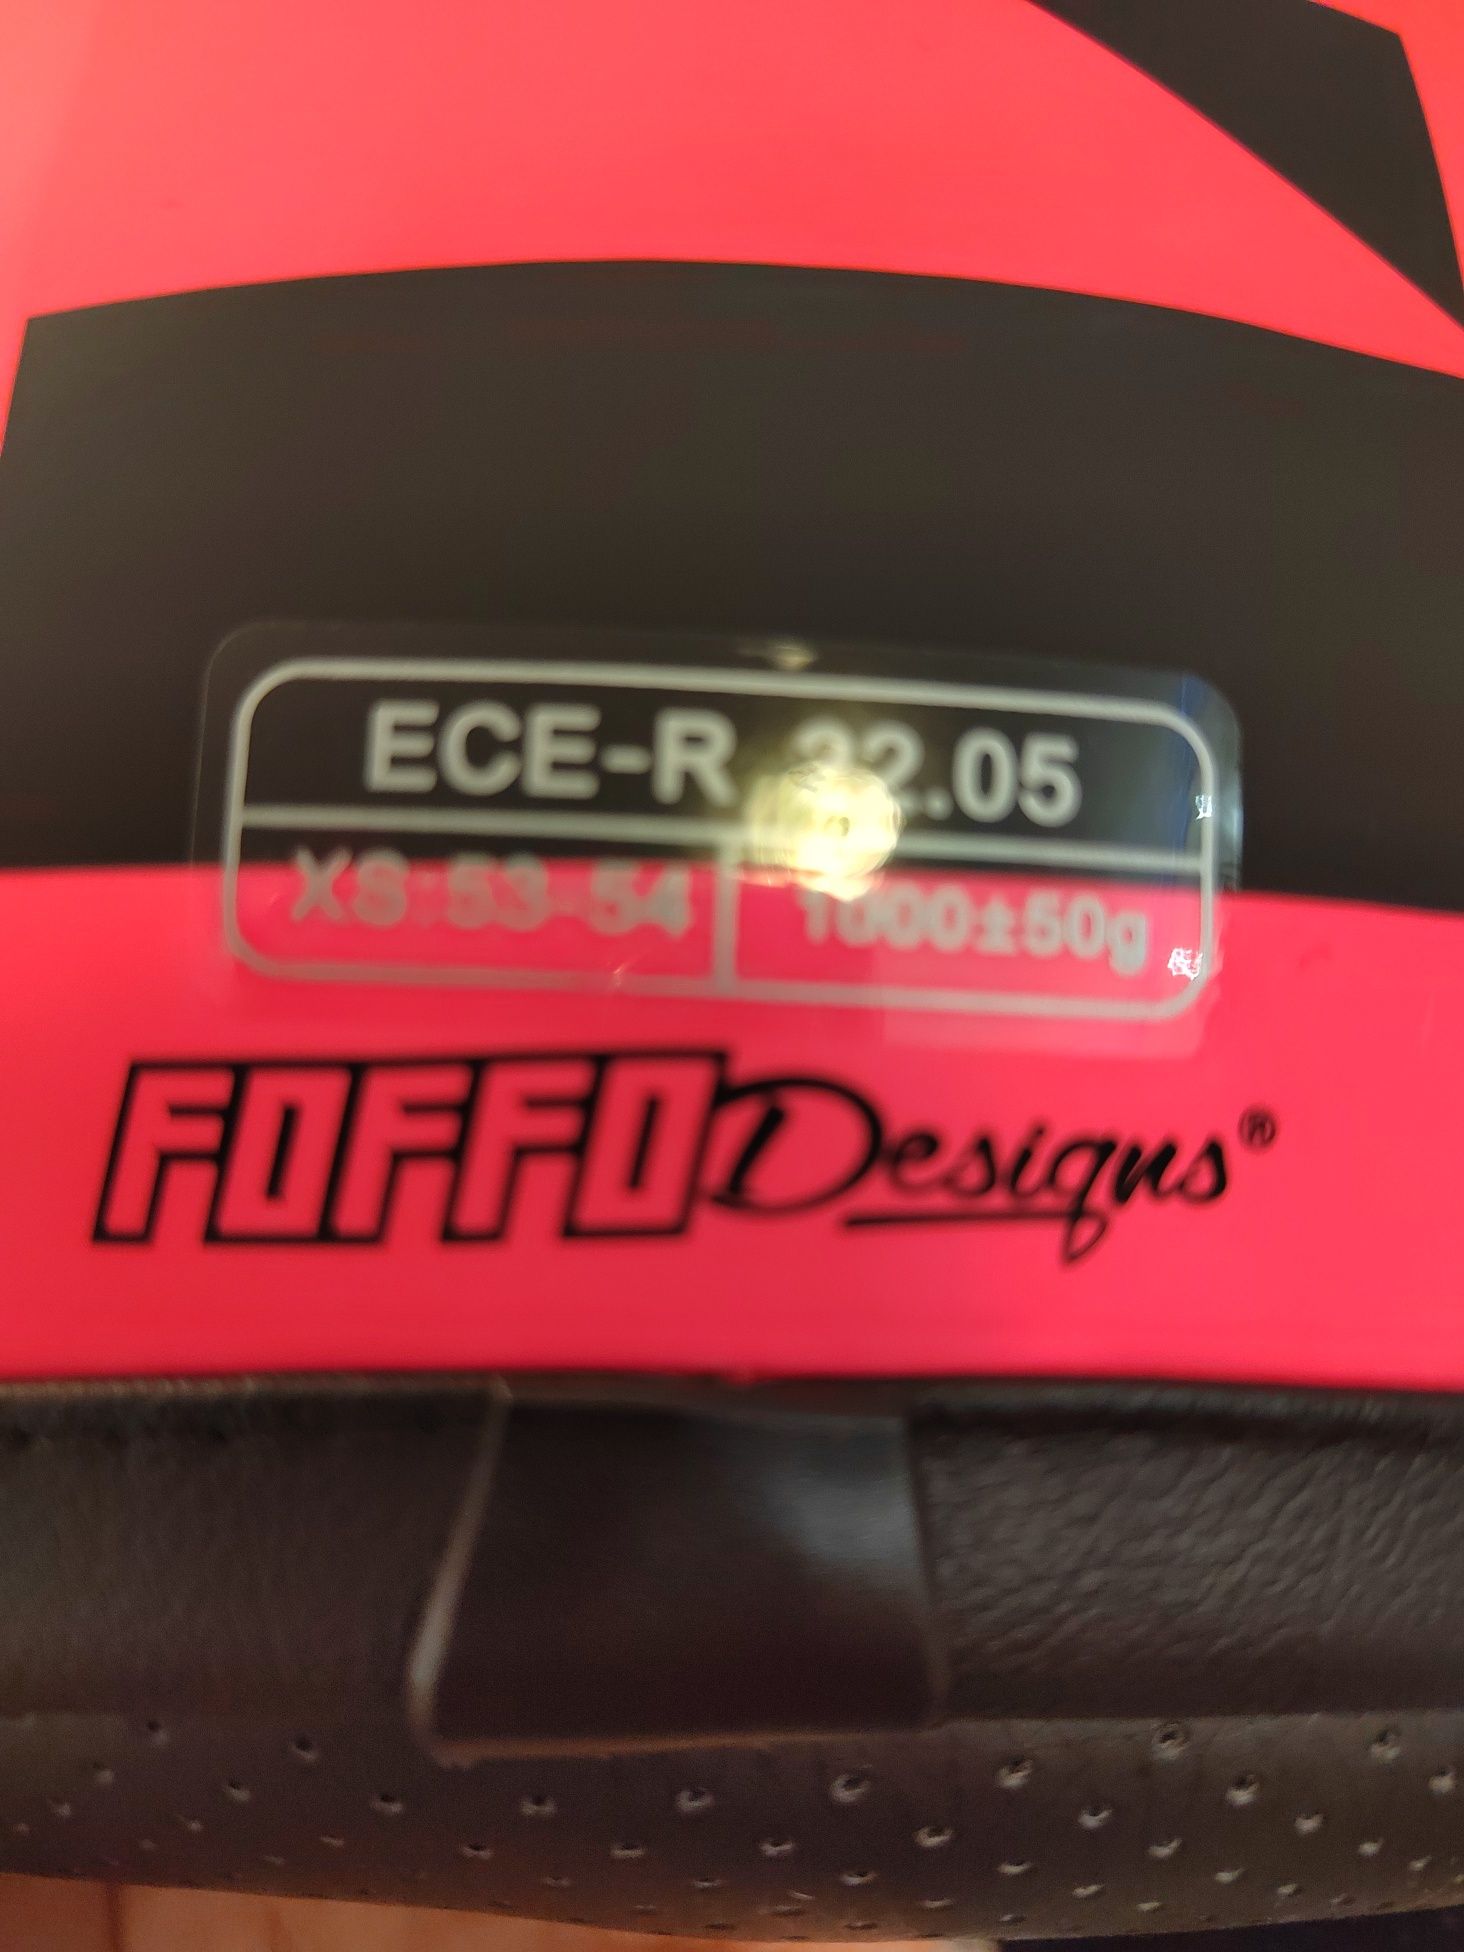 ECE-R 22.05
XS:53-54 1000±50g
FOFFO Designs®